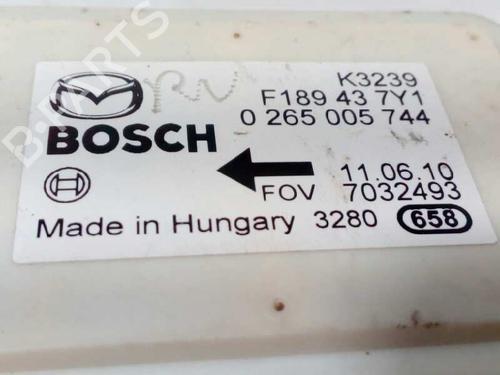 K3239
F189 43 7Y1
BOSCH
0 265 005 744
11.06.10
FOV 7032493
Made in Hungary 3280 658
B-PARTS